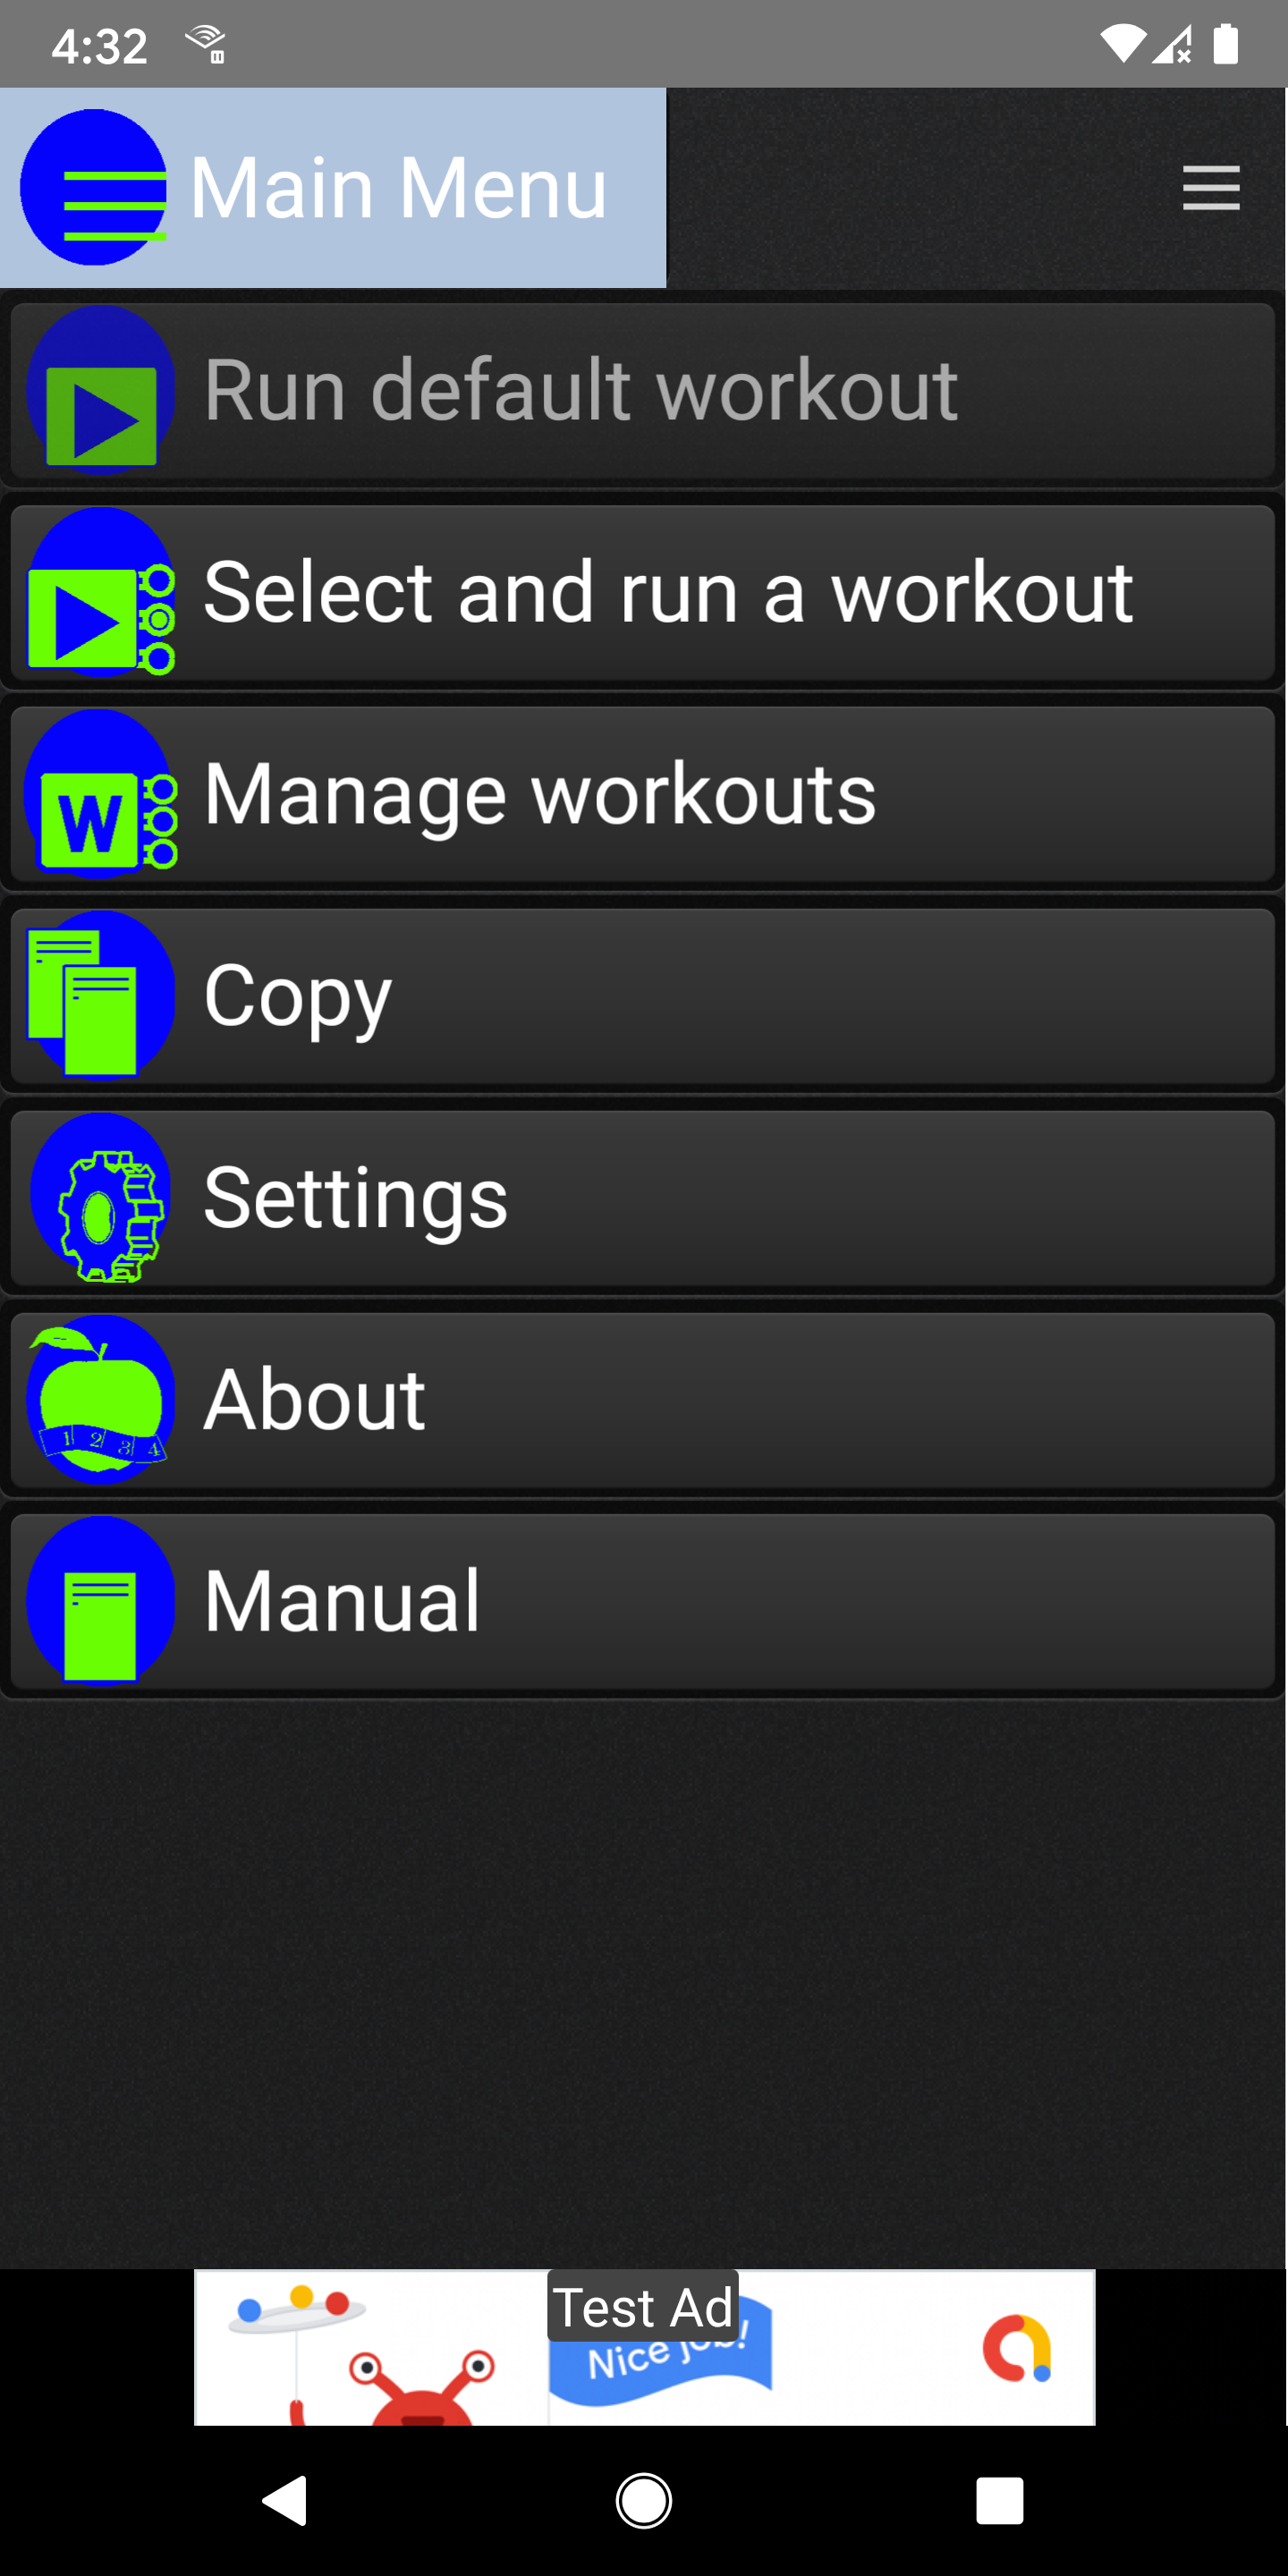 4:32
Main Menu
Run default workout
Select and run a workout
W
Manage workouts
Copy
Settings
1 2 3 4
About
Manual
Test Ad
Nice job!